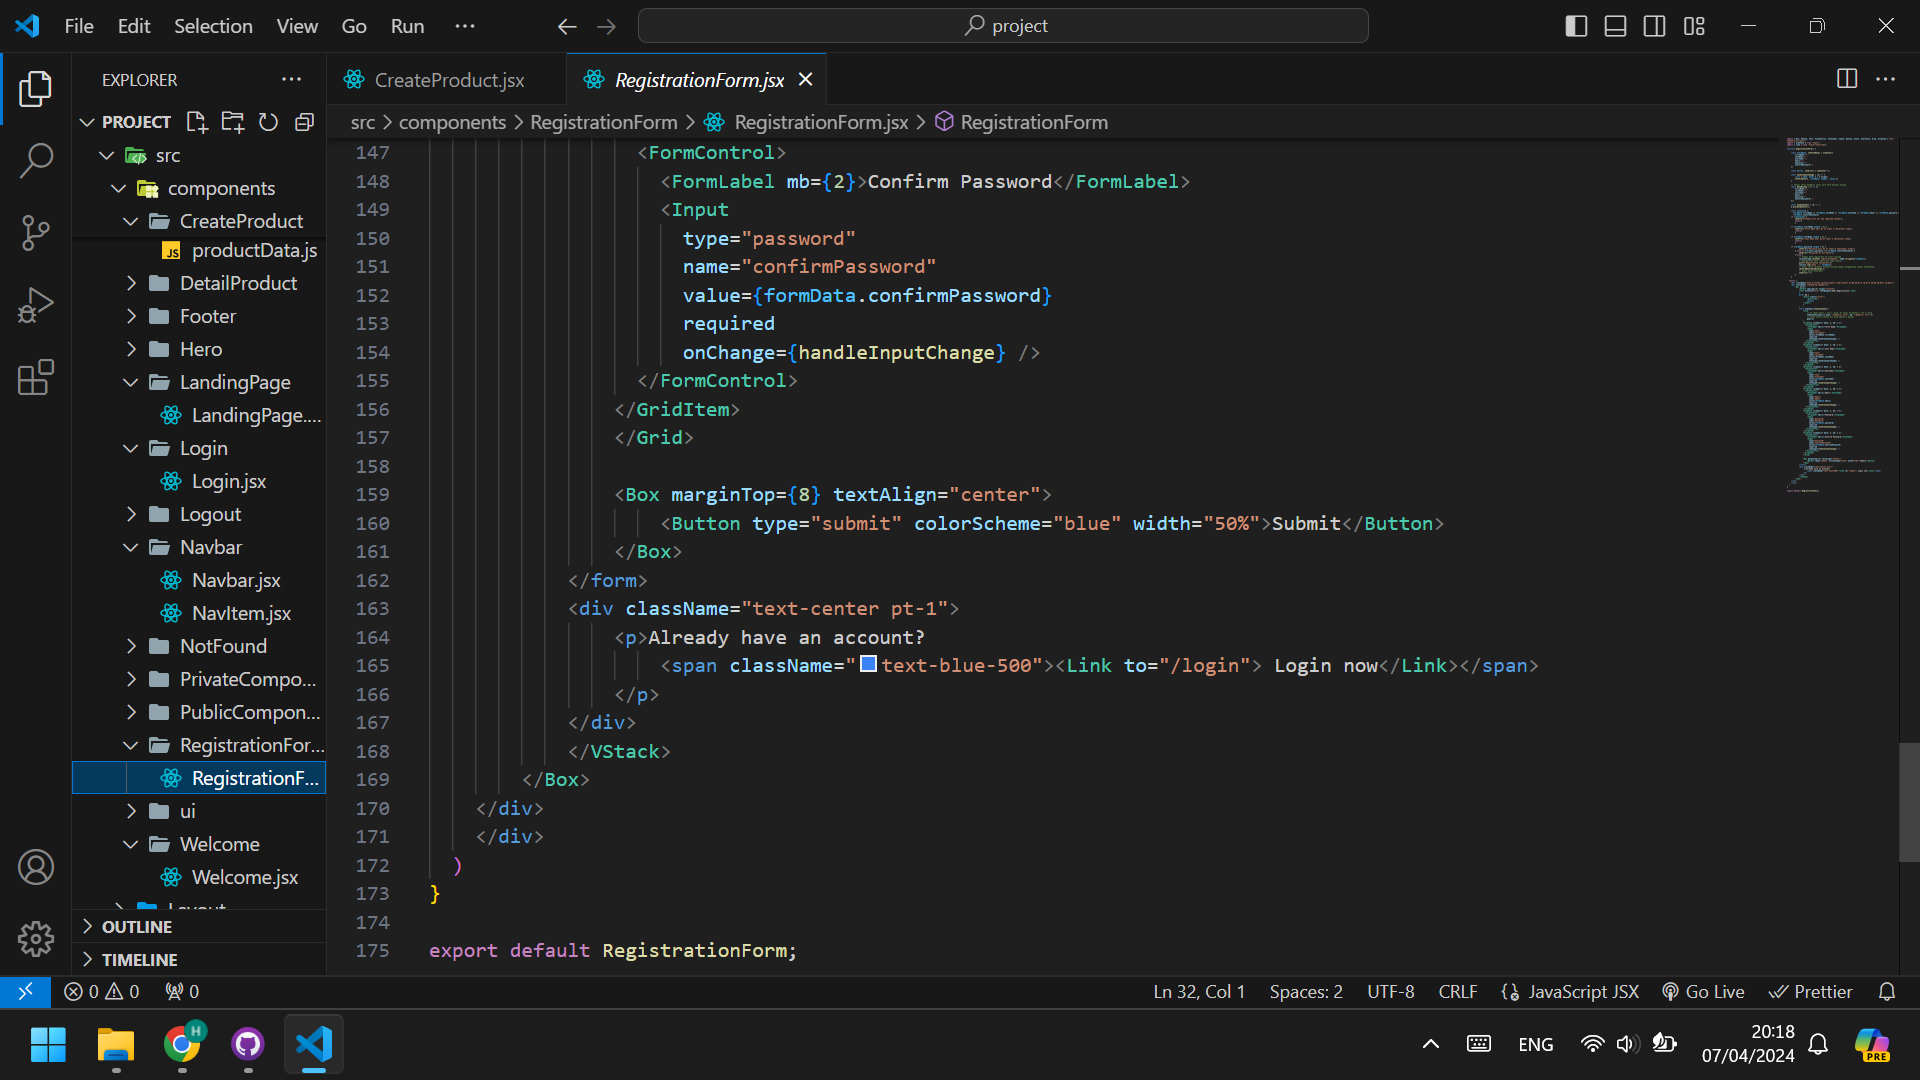 File Edit Selection View Go Run ··· project
EXPLORER ···
PROJECT
src
components
CreateProduct
JS productData.js
DetailProduct
Footer
Hero
LandingPage
LandingPage....
Login
Login.jsx
Logout
Navbar
Navbar.jsx
NavItem.jsx
NotFound
PrivateCompo...
PublicCompon...
RegistrationFor...
RegistrationF...
ui
Welcome
Welcome.jsx
Layout
OUTLINE
TIMELINE
CreateProduct.jsx RegistrationForm.jsx
src > components > RegistrationForm > RegistrationForm.jsx > RegistrationForm
147 <FormControl>
148 <FormLabel mb={2}>Confirm Password</FormLabel>
149 <Input
150 type="password"
151 name="confirmPassword"
152 value={formData.confirmPassword}
153 required
154 onChange={handleInputChange} />
155 </FormControl>
156 </GridItem>
157 </Grid>
158
159 <Box marginTop={8} textAlign="center">
160 <Button type="submit" colorScheme="blue" width="50%">Submit</Button>
161 </Box>
162 </form>
163 <div className="text-center pt-1">
164 <p>Already have an account?
165 <span className="text-blue-500"><Link to="/login"> Login now</Link></span>
166 </p>
167 </div>
168 </VStack>
169 </Box>
170 </div>
171 </div>
172 )
173 }
174
175 export default RegistrationForm;
0 0 0 Ln 32, Col 1 Spaces: 2 UTF-8 CRLF JavaScript JSX Go Live Prettier
H ENG 20:18
07/04/2024 PRE